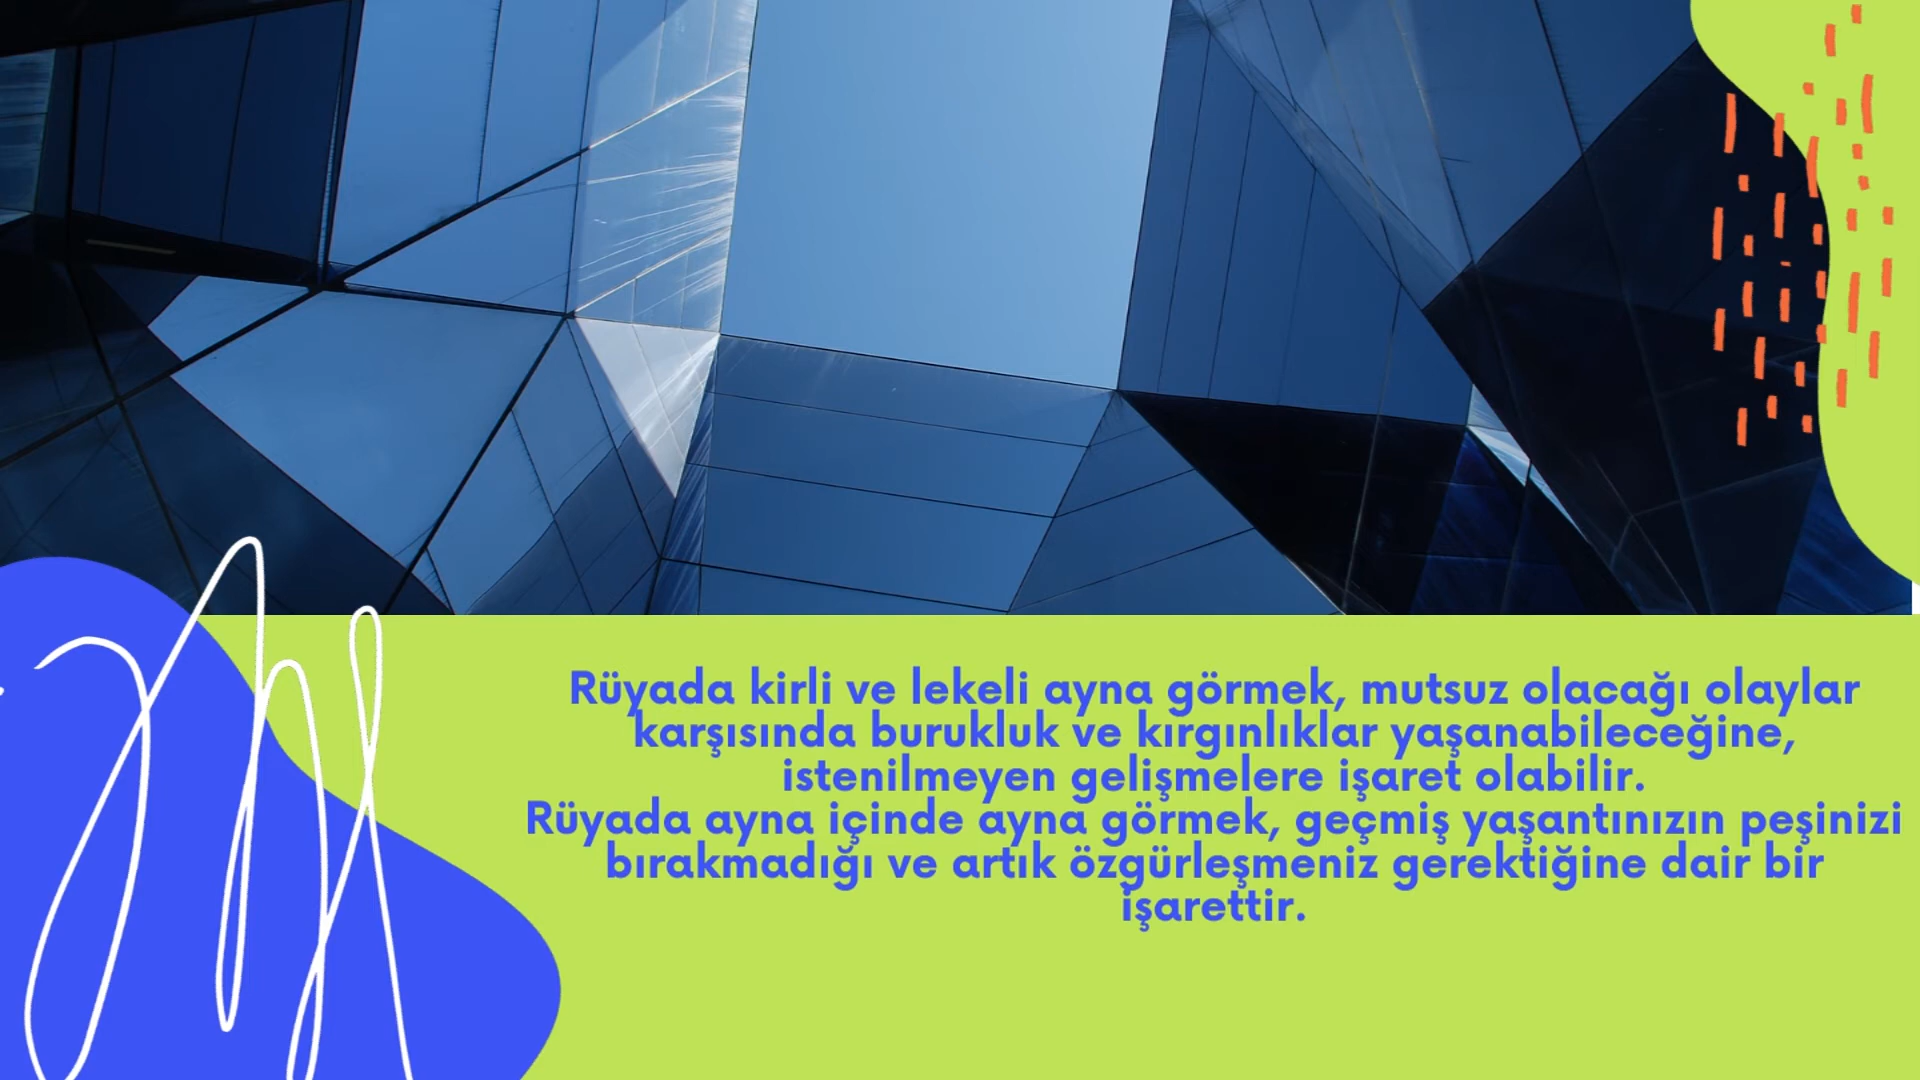 Rüyada kirli ve lekeli ayna görmek, mutsuz olacağı olaylar
karşısında burukluk ve kırgınlıklar yaşanabileceğine,
istenilmeyen gelişmelere işaret olabilir.
Rüyada ayna içinde ayna görmek, geçmiş yaşantınızın peşinizi
bırakmadığı ve artık özgürleşmeniz gerektiğine dair bir
işarettir.